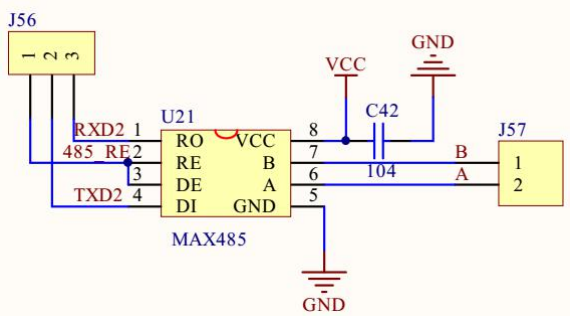 J56
1 2 3
GND
VCC
U21
C42
J57
RXD2 1 RO VCC 8
485_RE 2 RE B 7 104 B 1
3 DE A 6 A 2
TXD2 4 DI GND 5
MAX485
GND